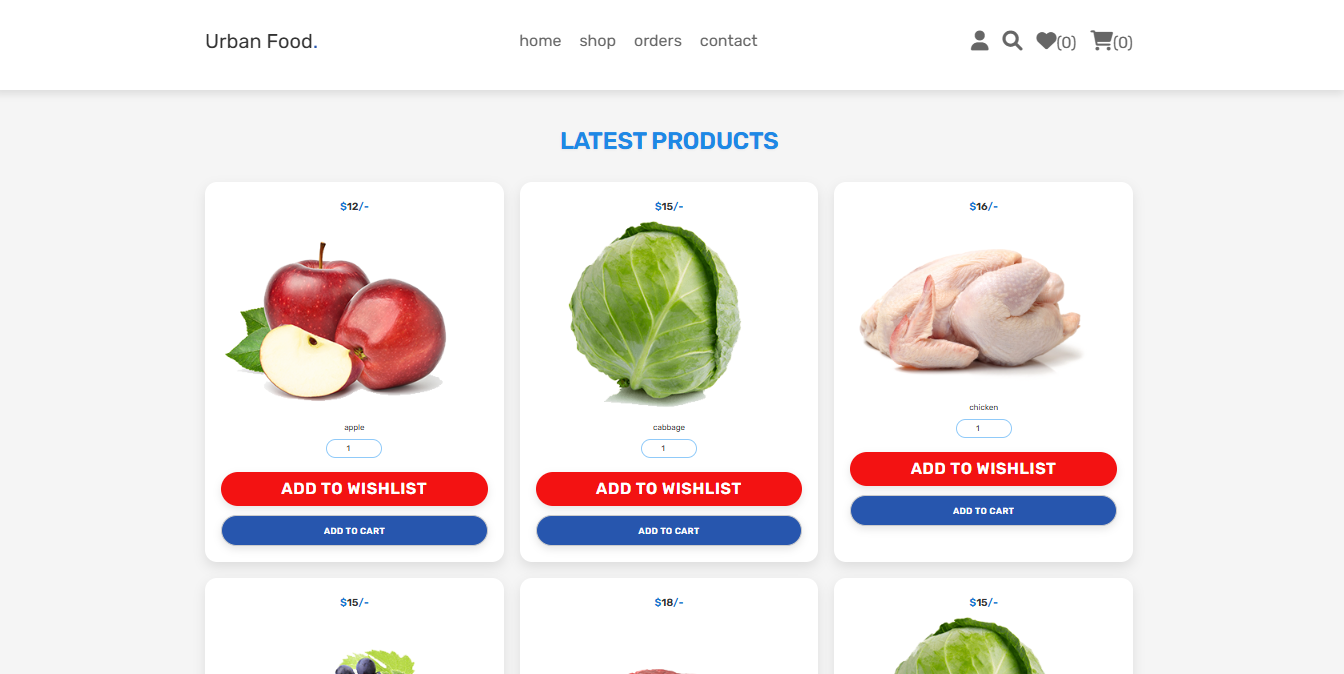 Urban Food.
home shop orders contact
(0) (0)
LATEST PRODUCTS
$12/- $15/- $16/-
apple cabbage chicken
1 1 1
ADD TO WISHLIST ADD TO WISHLIST ADD TO WISHLIST
ADD TO CART ADD TO CART ADD TO CART
$15/- $18/- $15/-